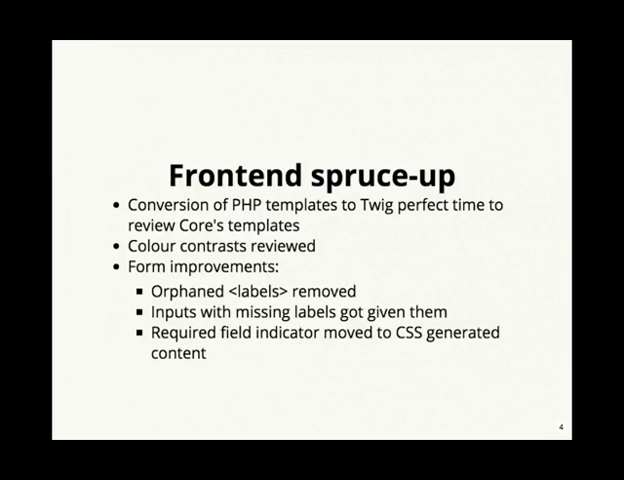 Frontend spruce-up
• Conversion of PHP templates to Twig perfect time to
review Core's templates
• Colour contrasts reviewed
• Form improvements:
▪ Orphaned <labels> removed
▪ Inputs with missing labels got given them
▪ Required field indicator moved to CSS generated
content
4